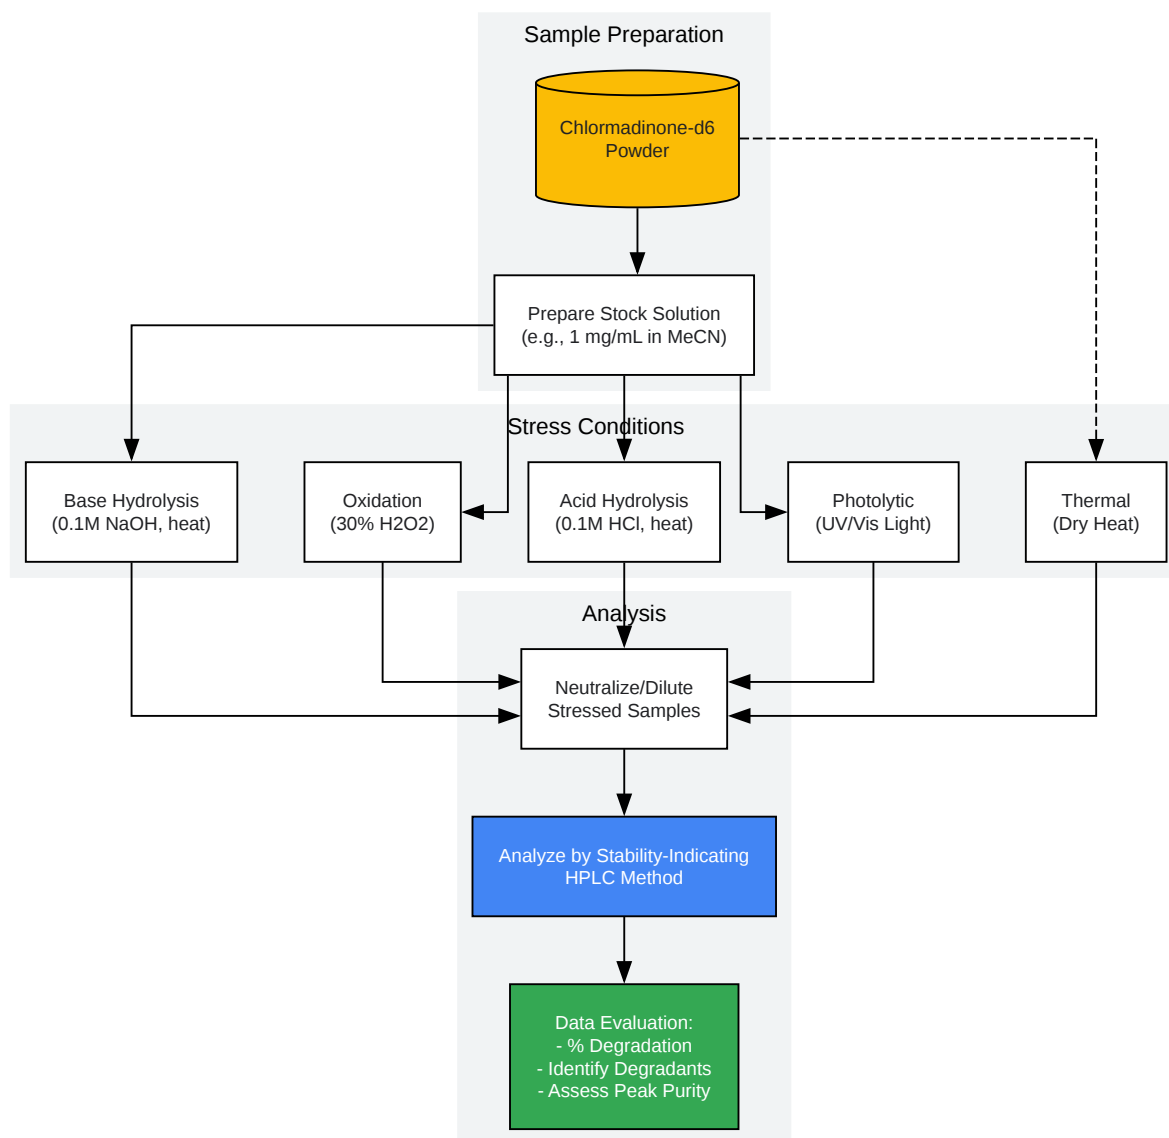 Sample Preparation
Chlormadinone-d6
Powder
Prepare Stock Solution
(e.g., 1 mg/mL in MeCN)
Stress Conditions
Base Hydrolysis
(0.1M NaOH, heat)
Oxidation
(30% H2O2)
Acid Hydrolysis
(0.1M HCl, heat)
Photolytic
(UV/Vis Light)
Thermal
(Dry Heat)
Analysis
Neutralize/Dilute
Stressed Samples
Analyze by Stability-Indicating
HPLC Method
Data Evaluation:
- % Degradation
- Identify Degradants
- Assess Peak Purity